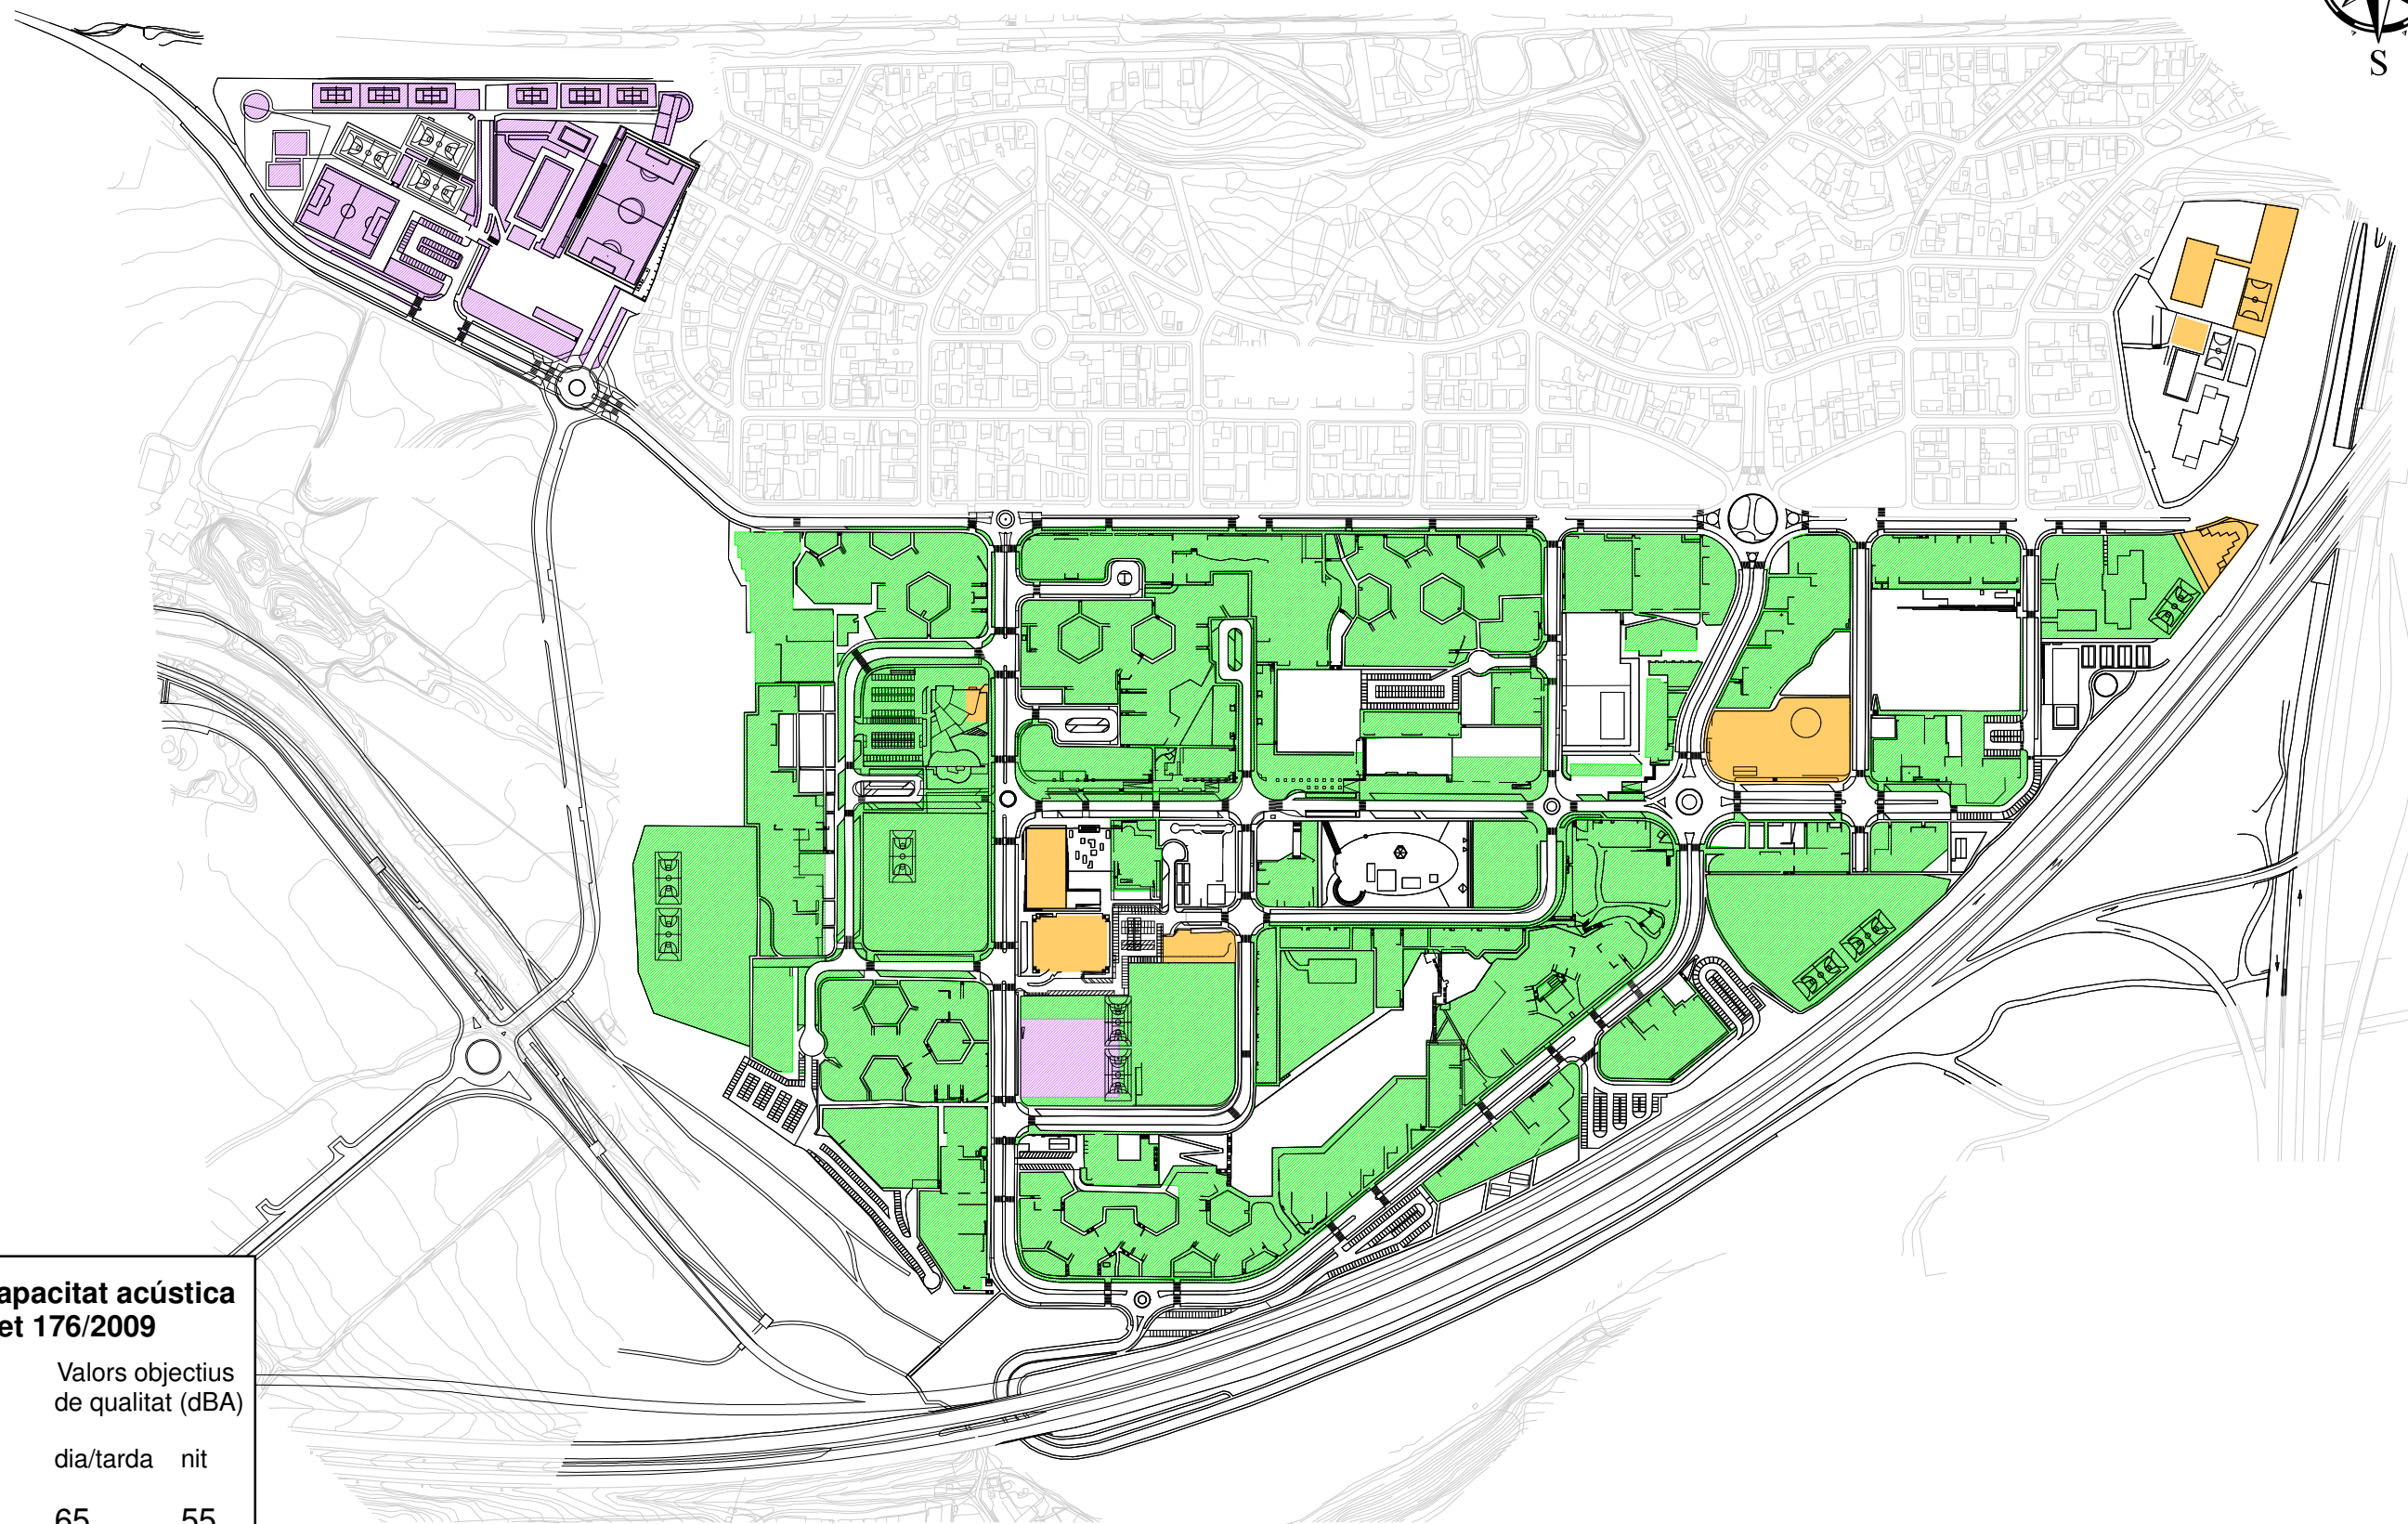 S
apacitat acústica
et 176/2009
Valors objectius
de qualitat (dBA)
dia/tarda nit
65 55